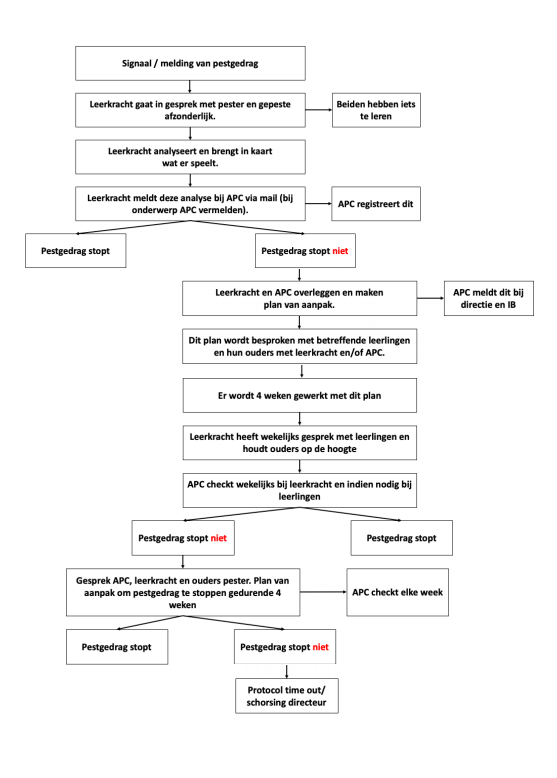 Signaal / melding van pestgedrag
Leerkracht gaat in gesprek met pester en gepeste
afzonderlijk.
Beiden hebben iets
te leren
Leerkracht analyseert en brengt in kaart
wat er speelt.
Leerkracht meldt deze analyse bij APC via mail (bij
onderwerp APC vermelden).
APC registreert dit
Pestgedrag stopt
Pestgedrag stopt niet
Leerkracht en APC overleggen en maken
plan van aanpak.
APC meldt dit bij
directie en IB
Dit plan wordt besproken met betreffende leerlingen
en hun ouders met leerkracht en/of APC.
Er wordt 4 weken gewerkt met dit plan
Leerkracht heeft wekelijks gesprek met leerlingen en
houdt ouders op de hoogte
APC checkt wekelijks bij leerkracht en indien nodig bij
leerlingen
Pestgedrag stopt niet
Pestgedrag stopt
Gesprek APC, leerkracht en ouders pester. Plan van
aanpak om pestgedrag te stoppen gedurende 4
weken
APC checkt elke week
Pestgedrag stopt
Pestgedrag stopt niet
Protocol time out/
schorsing directeur